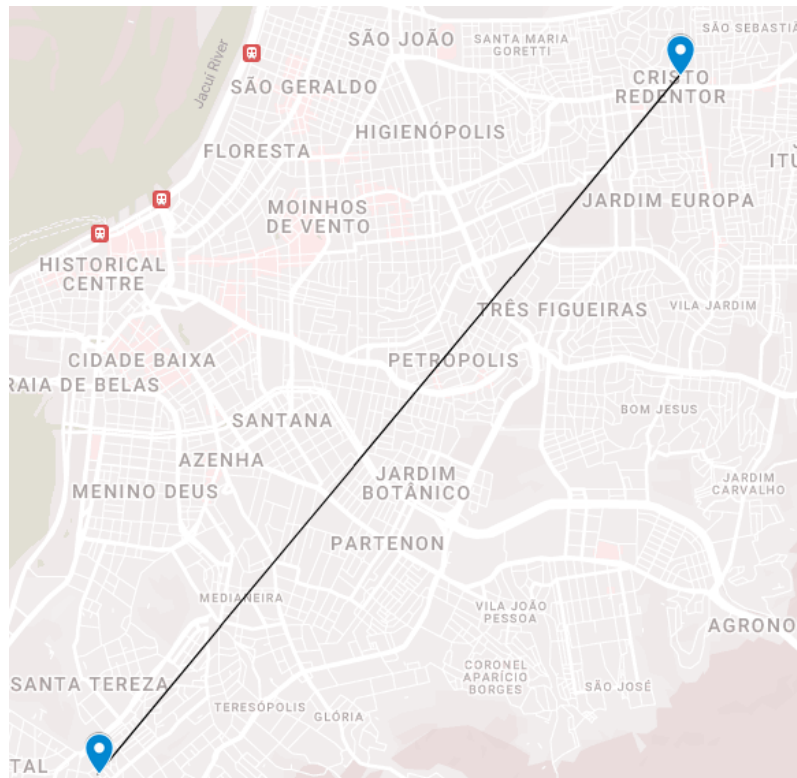 SÃO SEBASTIÃ
SÃO JOÃO
SANTA MARIA
GORETTI
Jacuí River
SÃO GERALDO
CRISTO
REDENTOR
HIGIENÓPOLIS
FLORESTA
ITÚ
JARDIM EUROPA
MOINHOS
DE VENTO
HISTORICAL
CENTRE
TRÊS FIGUEIRAS
VILA JARDIM
CIDADE BAIXA
PETRÓPOLIS
RAIA DE BELAS
SANTANA
BOM JESUS
AZENHA
JARDIM
BOTÂNICO
JARDIM
CARVALHO
MENINO DEUS
PARTENON
MEDIANEIRA
VILA JOÃO
PESSOA
AGRONO
CORONEL
APARÍCIO
BORGES
SANTA TEREZA
SÃO JOSÉ
TERESÓPOLIS
GLÓRIA
TAL